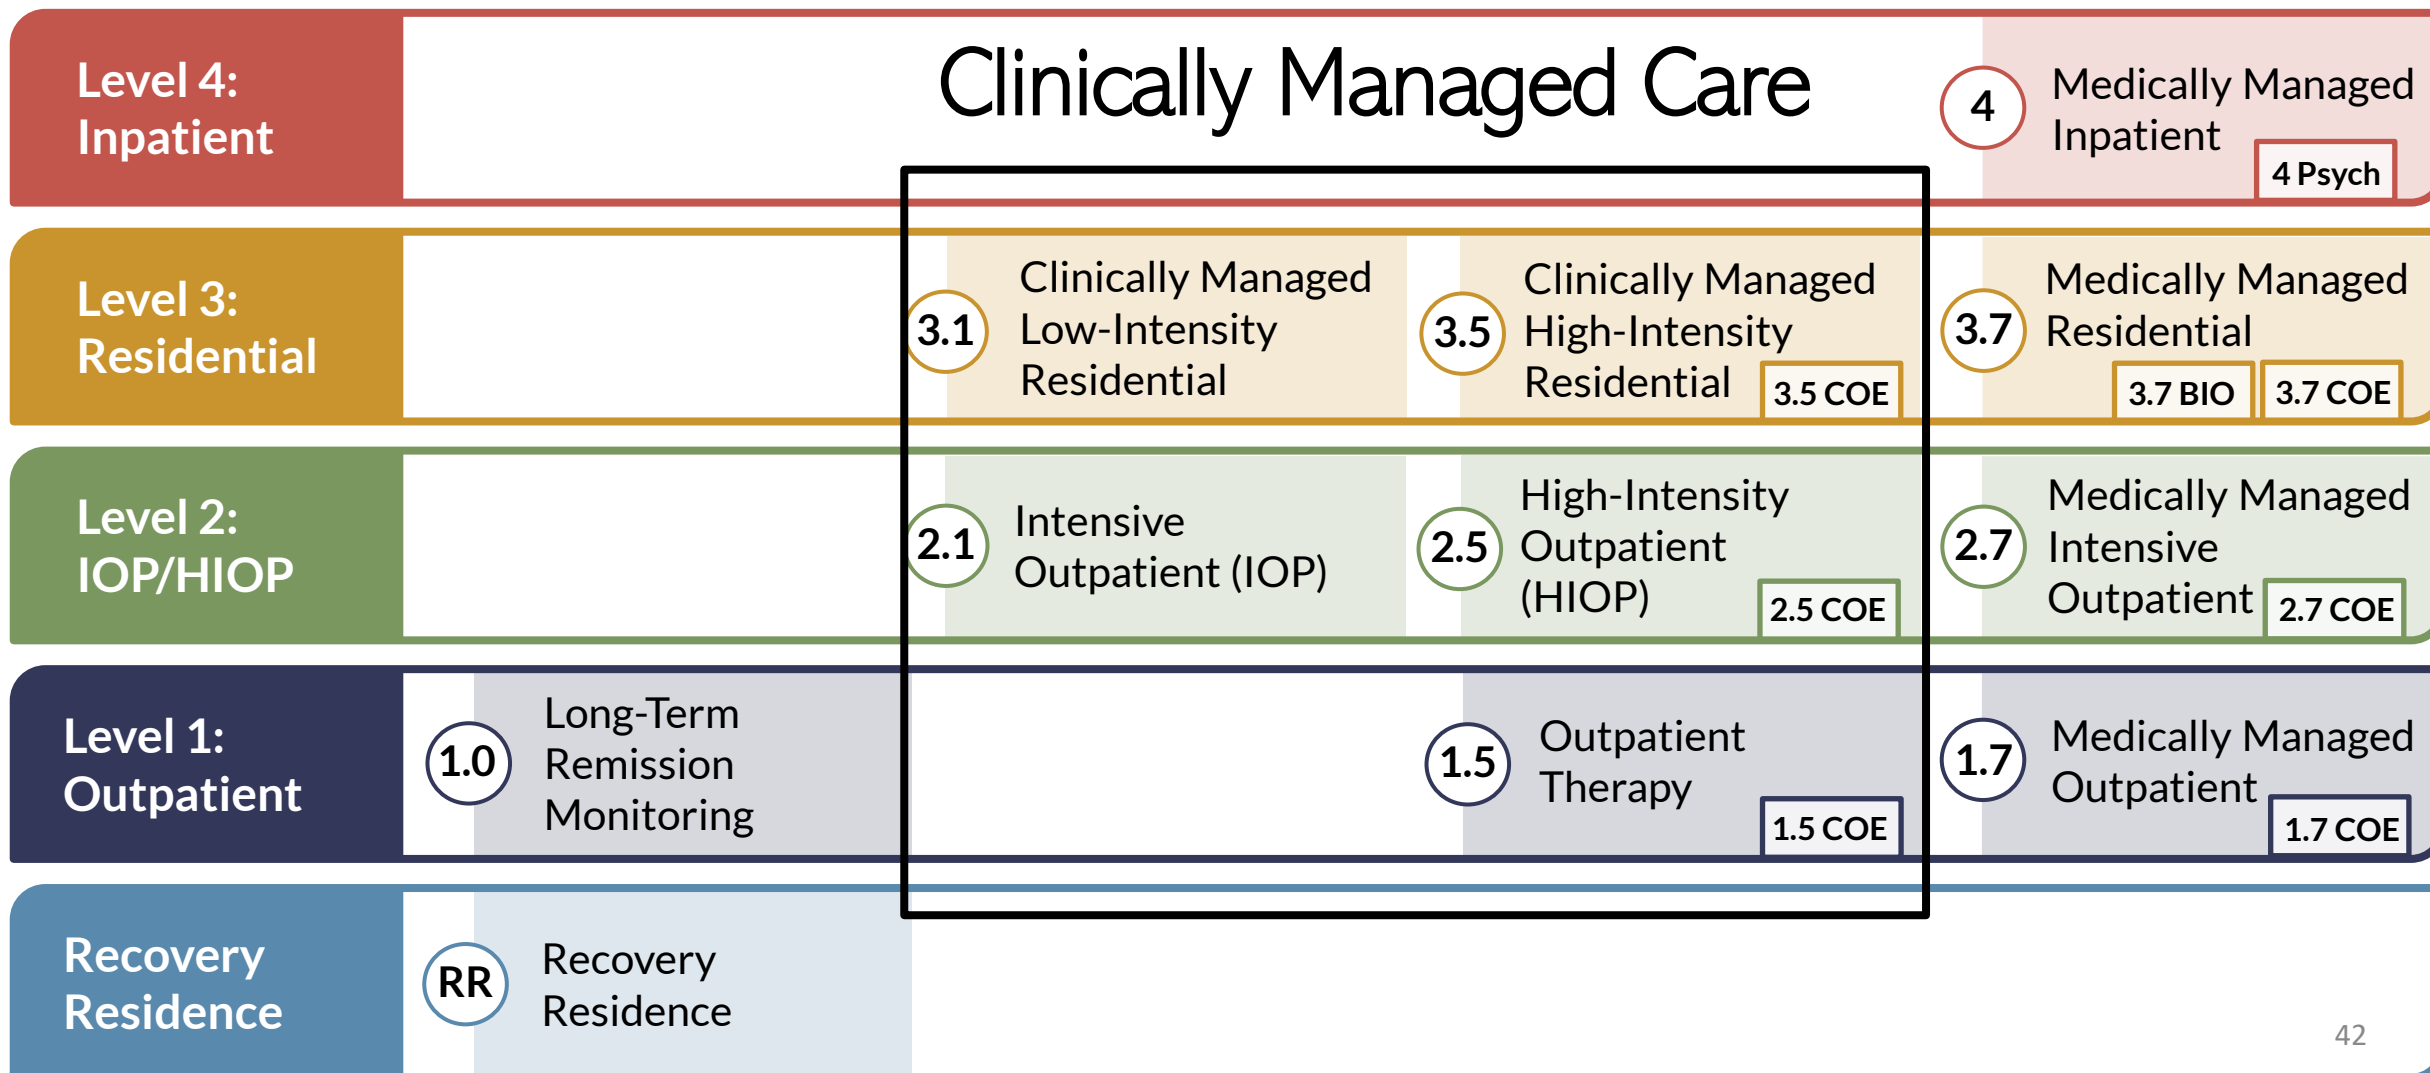 Clinically Managed Care
Level 4:
Inpatient
4
Medically Managed
Inpatient
4 Psych
Level 3:
Residential
3.1
Clinically Managed
Low-Intensity
Residential
3.5
Clinically Managed
High-Intensity
Residential
3.5 COE
3.7
Medically Managed
Residential
3.7 BIO
3.7 COE
Level 2:
IOP/HIOP
2.1
Intensive
Outpatient (IOP)
2.5
High-Intensity
Outpatient
(HIOP)
2.5 COE
2.7
Medically Managed
Intensive
Outpatient
2.7 COE
Level 1:
Outpatient
1.0
Long-Term
Remission
Monitoring
1.5
Outpatient
Therapy
1.5 COE
1.7
Medically Managed
Outpatient
1.7 COE
Recovery
Residence
RR
Recovery
Residence
42